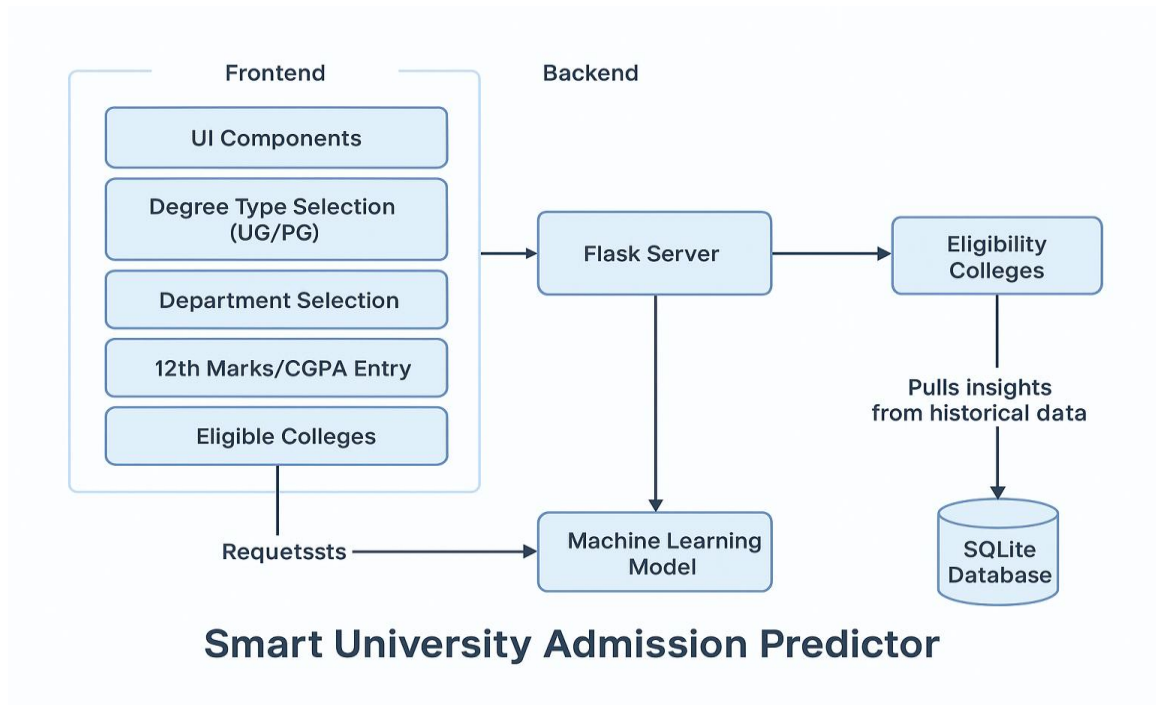 Frontend
Backend
UI Components
Degree Type Selection
(UG/PG)
Department Selection
12th Marks/CGPA Entry
Eligible Colleges
Requetssts
Flask Server
Machine Learning
Model
Eligibility
Colleges
Pulls insights
from historical data
SQLite
Database
Smart University Admission Predictor